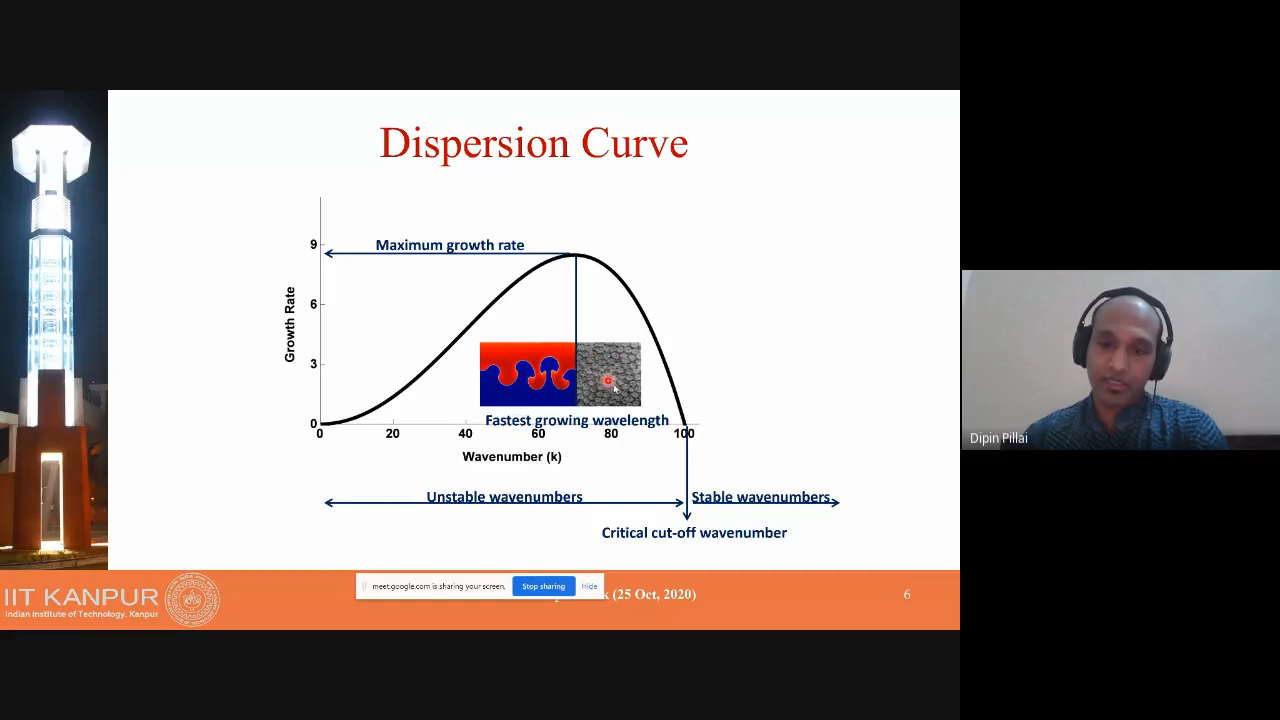 Dispersion Curve
9
Maximum growth rate
6
Growth Rate
3
Fastest growing wavelength
0
0
20
40
60
80
100
Wavenumber (k)
Unstable wavenumbers
Stable wavenumbers
Critical cut-off wavenumber
Dipin Pillai
IIT KANPUR
Indian Institute of Technology, Kanpur
meet.google.com is sharing your screen.
Stop sharing
Hide
(25 Oct, 2020)
6